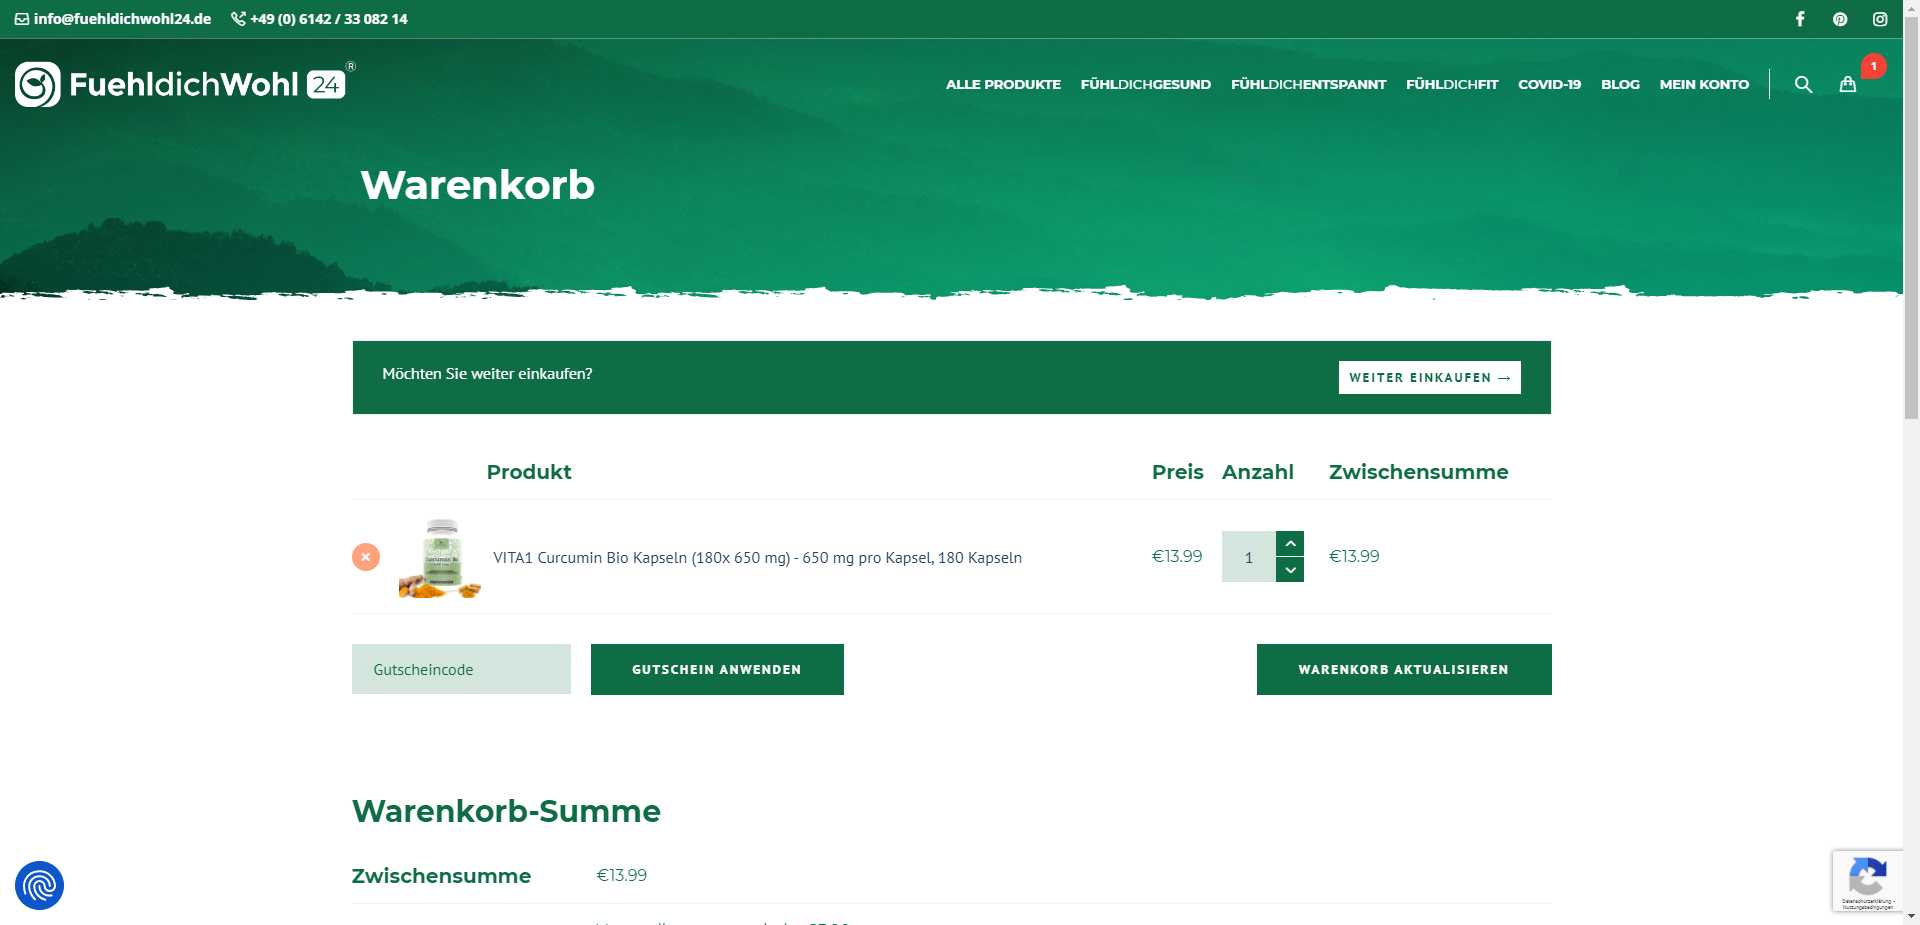 info@fuehldichwohl24.de +49 (0) 6142 / 33 082 14
FuehldichWohl 24 ®
ALLE PRODUKTE FÜHLDICHGESUND FÜHLDICHENTSPANNT FÜHLDICHFIT COVID-19 BLOG MEIN KONTO 1
Warenkorb
Möchten Sie weiter einkaufen? WEITER EINKAUFEN →
Produkt Preis Anzahl Zwischensumme
VITA1 Curcumin Bio Kapseln (180x 650 mg) - 650 mg pro Kapsel, 180 Kapseln €13.99 1 €13.99
Gutscheincode GUTSCHEIN ANWENDEN WARENKORB AKTUALISIEREN
Warenkorb-Summe
Zwischensumme €13.99
Datenschutzerklärung -
Nutzungsbedingungen